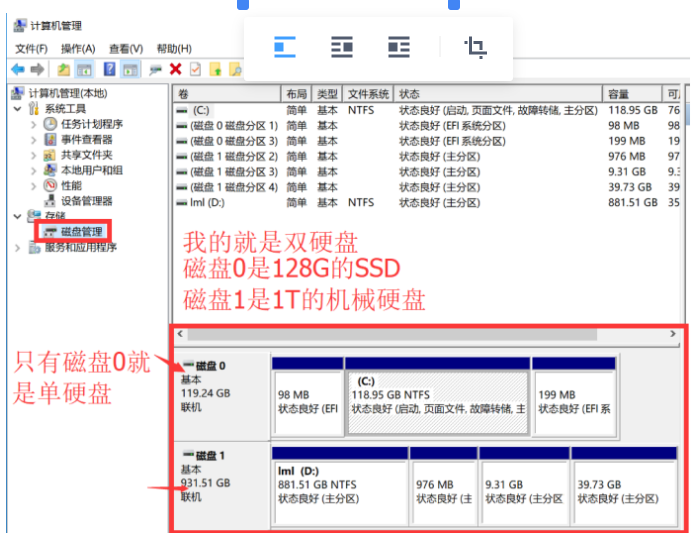 计算机管理
文件(F) 操作(A) 查看(V) 帮助(H)
计算机管理(本地)
系统工具
任务计划程序
事件查看器
共享文件夹
本地用户和组
性能
设备管理器
存储
磁盘管理
服务和应用程序
卷 布局 类型 文件系统 状态 容量
(C:) 简单 基本 NTFS 状态良好 (启动, 页面文件, 故障转储, 主分区) 118.95 GB 76
(磁盘 0 磁盘分区 1) 简单 基本 状态良好 (EFI 系统分区) 98 MB 98
(磁盘 0 磁盘分区 3) 简单 基本 状态良好 (EFI 系统分区) 199 MB 19
(磁盘 1 磁盘分区 2) 简单 基本 状态良好 (主分区) 976 MB 97
(磁盘 1 磁盘分区 3) 简单 基本 状态良好 (主分区) 9.31 GB 9.3
(磁盘 1 磁盘分区 4) 简单 基本 状态良好 (主分区) 39.73 GB 39
lml (D:) 简单 基本 NTFS 状态良好 (主分区) 881.51 GB 35
我的就是双硬盘
磁盘0是128G的SSD
磁盘1是1T的机械硬盘
只有磁盘0就
是单硬盘
磁盘 0
基本
119.24 GB
联机
98 MB
状态良好 (EFI
(C:)
118.95 GB NTFS
状态良好 (启动, 页面文件, 故障转储, 主
199 MB
状态良好 (EFI 系
磁盘 1
基本
931.51 GB
联机
lml (D:)
881.51 GB NTFS
状态良好 (主分区)
976 MB
状态良好 (主
9.31 GB
状态良好 (主分区
39.73 GB
状态良好 (主分区)